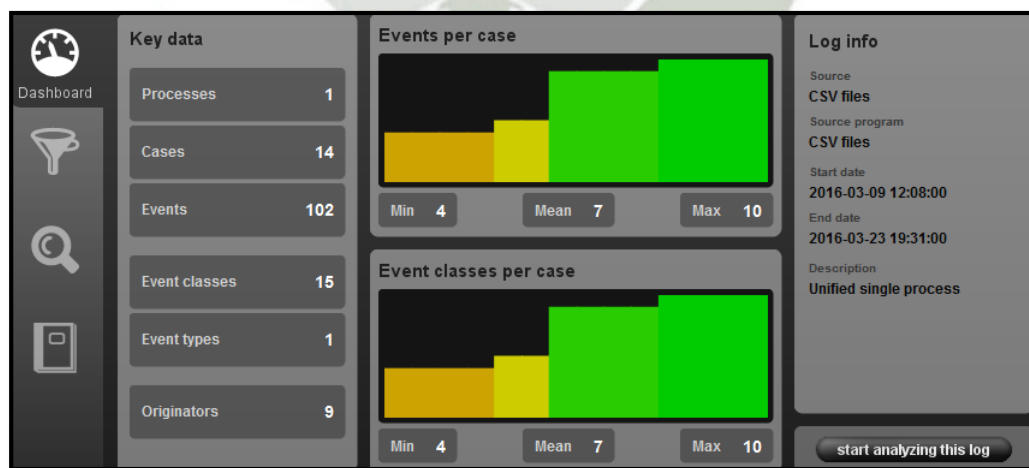 Dashboard
Key data
Processes 1
Cases 14
Events 102
Event classes 15
Event types 1
Originators 9
Events per case
Min 4 Mean 7 Max 10
Event classes per case
Min 4 Mean 7 Max 10
Log info
Source
CSV files
Source program
CSV files
Start date
2016-03-09 12:08:00
End date
2016-03-23 19:31:00
Description
Unified single process
start analyzing this log